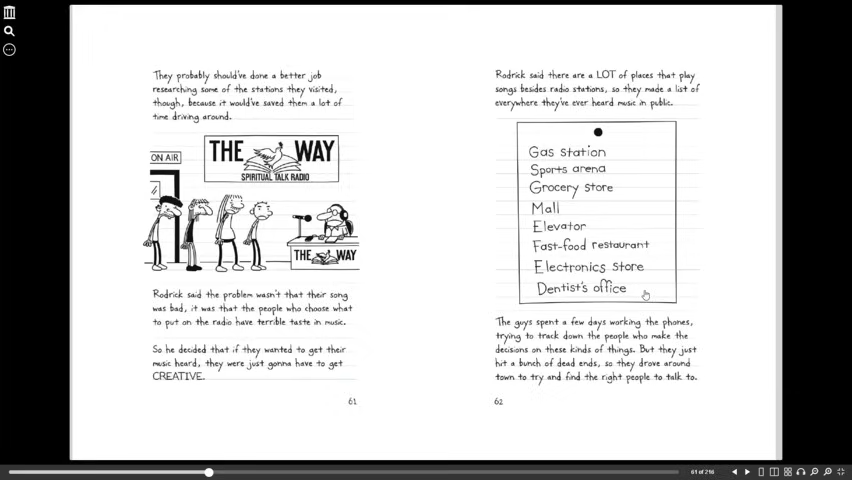 They probably should've done a better job
researching some of the stations they visited,
though, because it would've saved them a lot of
time driving around.
ON AIR
THE WAY
SPIRITUAL TALK RADIO
THE WAY
Rodrick said the problem wasn't that their song
was bad, it was that the people who choose what
to put on the radio have terrible taste in music.
So he decided that if they wanted to get their
music heard, they were just gonna have to get
CREATIVE.
61
Rodrick said there are a LOT of places that play
songs besides radio stations, so they made a list of
everywhere they've ever heard music in public.
Gas station
Sports arena
Grocery store
Mall
Elevator
Fast-food restaurant
Electronics store
Dentist's office
The guys spent a few days working the phones,
trying to track down the people who make the
decisions on these kinds of things. But they just
hit a bunch of dead ends, so they drove around
town to try and find the right people to talk to.
62
61 of 216